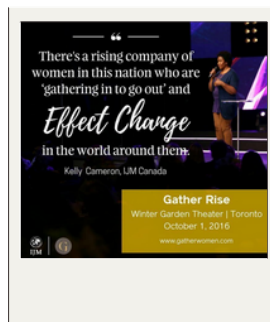 “
There's a rising company of
women in this nation who are
'gathering in to go out' and
Effect Change
in the world around them.
Kelly Cameron, IJM Canada
Gather Rise
Winter Garden Theater | Toronto
October 1, 2016
www.gatherwomen.com
IJM
G